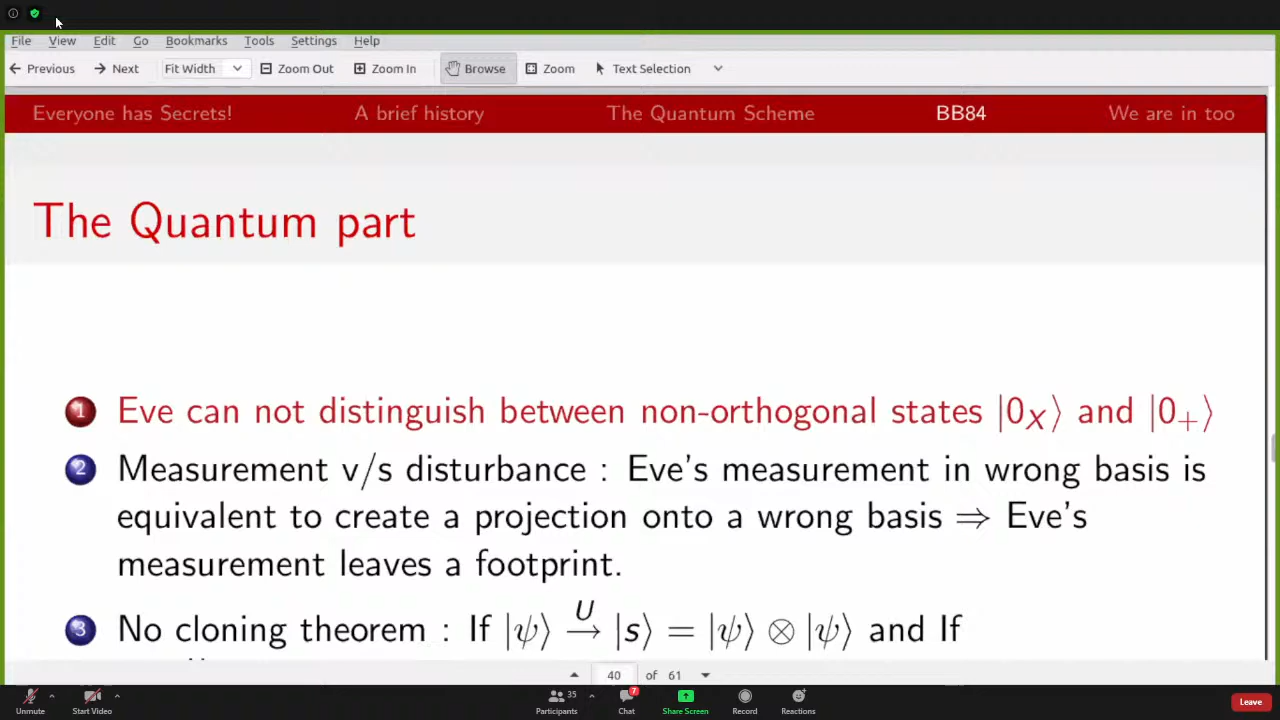 File View Edit Go Bookmarks Tools Settings Help
Previous Next Fit Width Zoom Out Zoom In Browse Zoom Text Selection
Everyone has Secrets! A brief history The Quantum Scheme BB84 We are in too
The Quantum part
1 Eve can not distinguish between non-orthogonal states |0_X⟩ and |0_+⟩
2 Measurement v/s disturbance : Eve's measurement in wrong basis is
equivalent to create a projection onto a wrong basis ⇒ Eve's
measurement leaves a footprint.
3 No cloning theorem : If |ψ⟩ →^U |s⟩ = |ψ⟩ ⊗ |ψ⟩ and If
40 of 61
Unmute Start Video Participants 35 Chat 7 Share Screen Record Reactions Leave